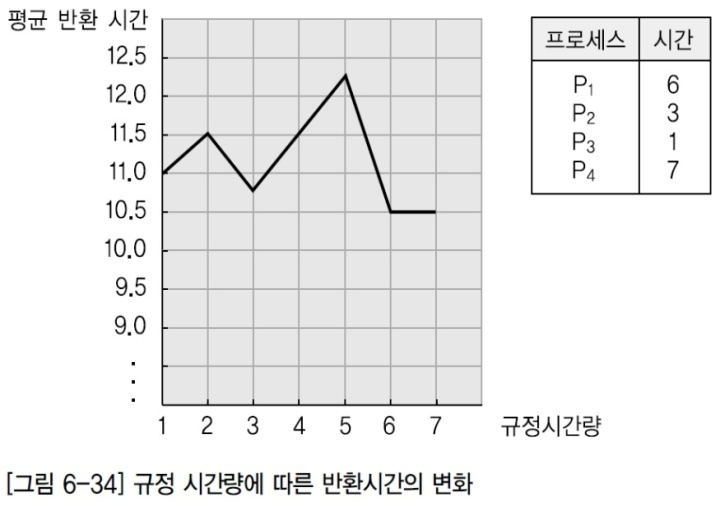 평균 반환 시간
12.5
12.0
11.5
11.0
10.5
10.0
9.5
9.0
.
.
.
1 2 3 4 5 6 7 규정시간량
프로세스 시간
P₁ 6
P₂ 3
P₃ 1
P₄ 7
[그림 6-34] 규정 시간량에 따른 반환시간의 변화